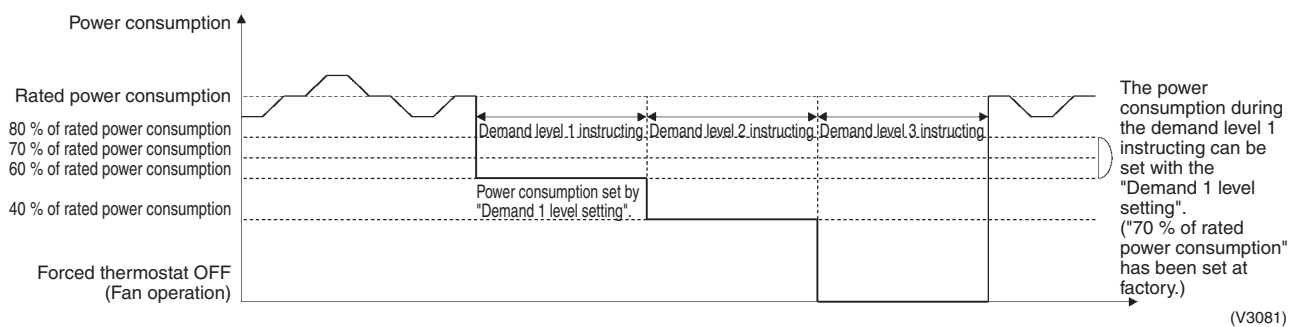 Power consumption
Rated power consumption
80 % of rated power consumption
70 % of rated power consumption
60 % of rated power consumption
40 % of rated power consumption
Forced thermostat OFF
(Fan operation)
Demand level 1 instructing
Demand level 2 instructing
Demand level 3 instructing
Power consumption set by
"Demand 1 level setting".
The power
consumption during
the demand level 1
instructing can be
set with the
"Demand 1 level
setting".
("70 % of rated
power consumption"
has been set at
factory.)
(V3081)